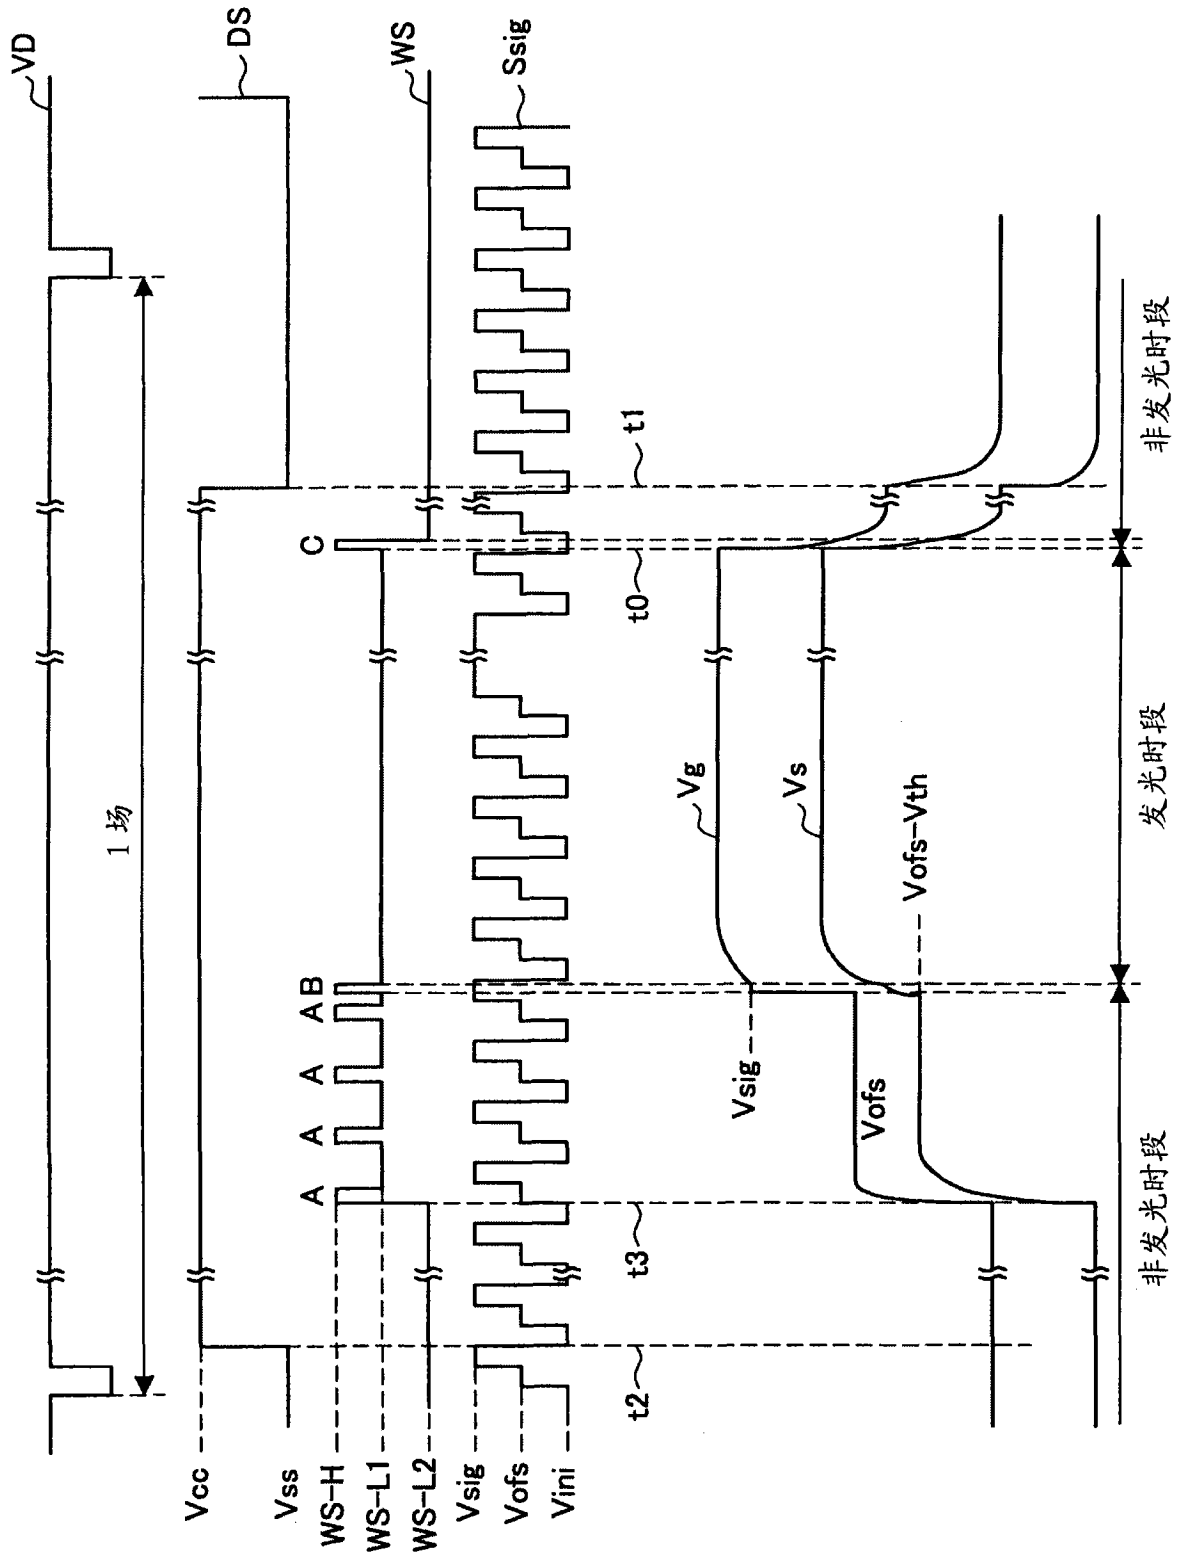 VD
1 场
DS
Vcc
Vss
WS
C
A
A
A
A
B
WS-H
WS-L1
WS-L2
Ssig
Vsig
Vofs
Vini
t2
t3
t0
t1
Vg
Vs
Vsig
Vofs
Vofs-Vth
非发光时段
发光时段
非发光时段